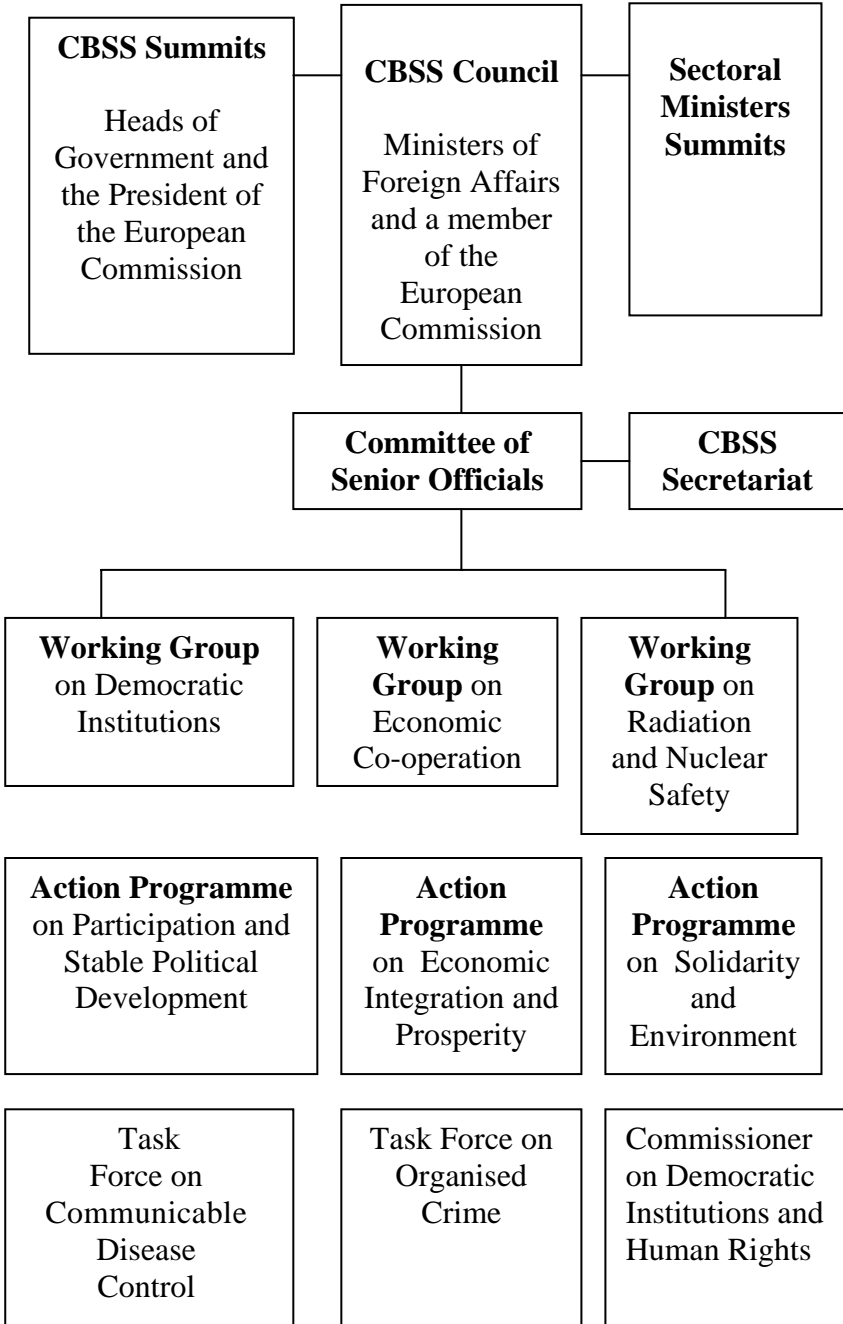 CBSS Summits
Heads of
Government and
the President of
the European
Commission
CBSS Council
Ministers of
Foreign Affairs
and a member
of the
European
Commission
Sectoral
Ministers
Summits
Committee of
Senior Officials
CBSS
Secretariat
Working Group
on Democratic
Institutions
Working
Group on
Economic
Co-operation
Working
Group on
Radiation
and Nuclear
Safety
Action Programme
on Participation and
Stable Political
Development
Action
Programme
on Economic
Integration and
Prosperity
Action
Programme
on Solidarity
and
Environment
Task
Force on
Communicable
Disease
Control
Task Force on
Organised
Crime
Commissioner
on Democratic
Institutions and
Human Rights